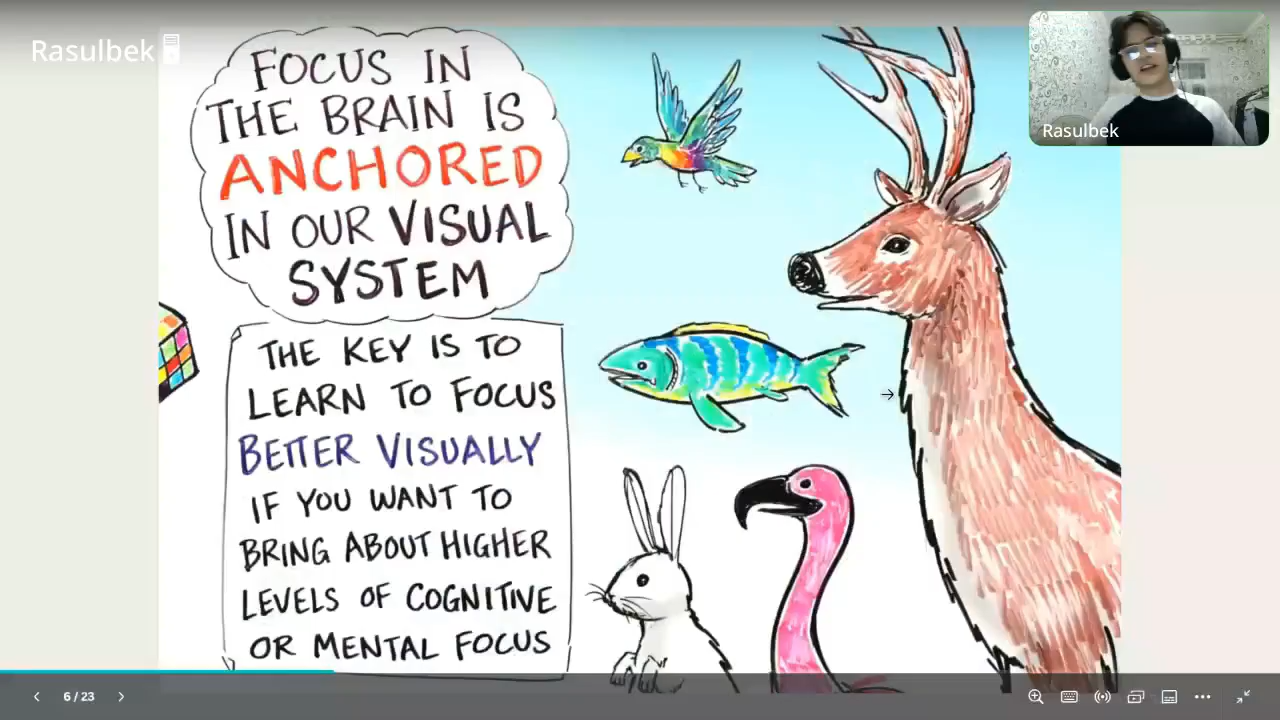 Rasulbek
FOCUS IN
THE BRAIN IS
ANCHORED
IN OUR VISUAL
SYSTEM
THE KEY IS TO
LEARN TO FOCUS
BETTER VISUALLY
IF YOU WANT TO
BRING ABOUT HIGHER
LEVELS OF COGNITIVE
OR MENTAL FOCUS
Rasulbek
6 / 23